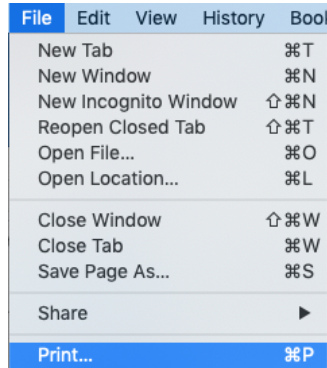 File Edit View History Bool
New Tab ⌘T
New Window ⌘N
New Incognito Window ⇧⌘N
Reopen Closed Tab ⇧⌘T
Open File... ⌘O
Open Location... ⌘L
Close Window ⇧⌘W
Close Tab ⌘W
Save Page As... ⌘S
Share ▶
Print... ⌘P